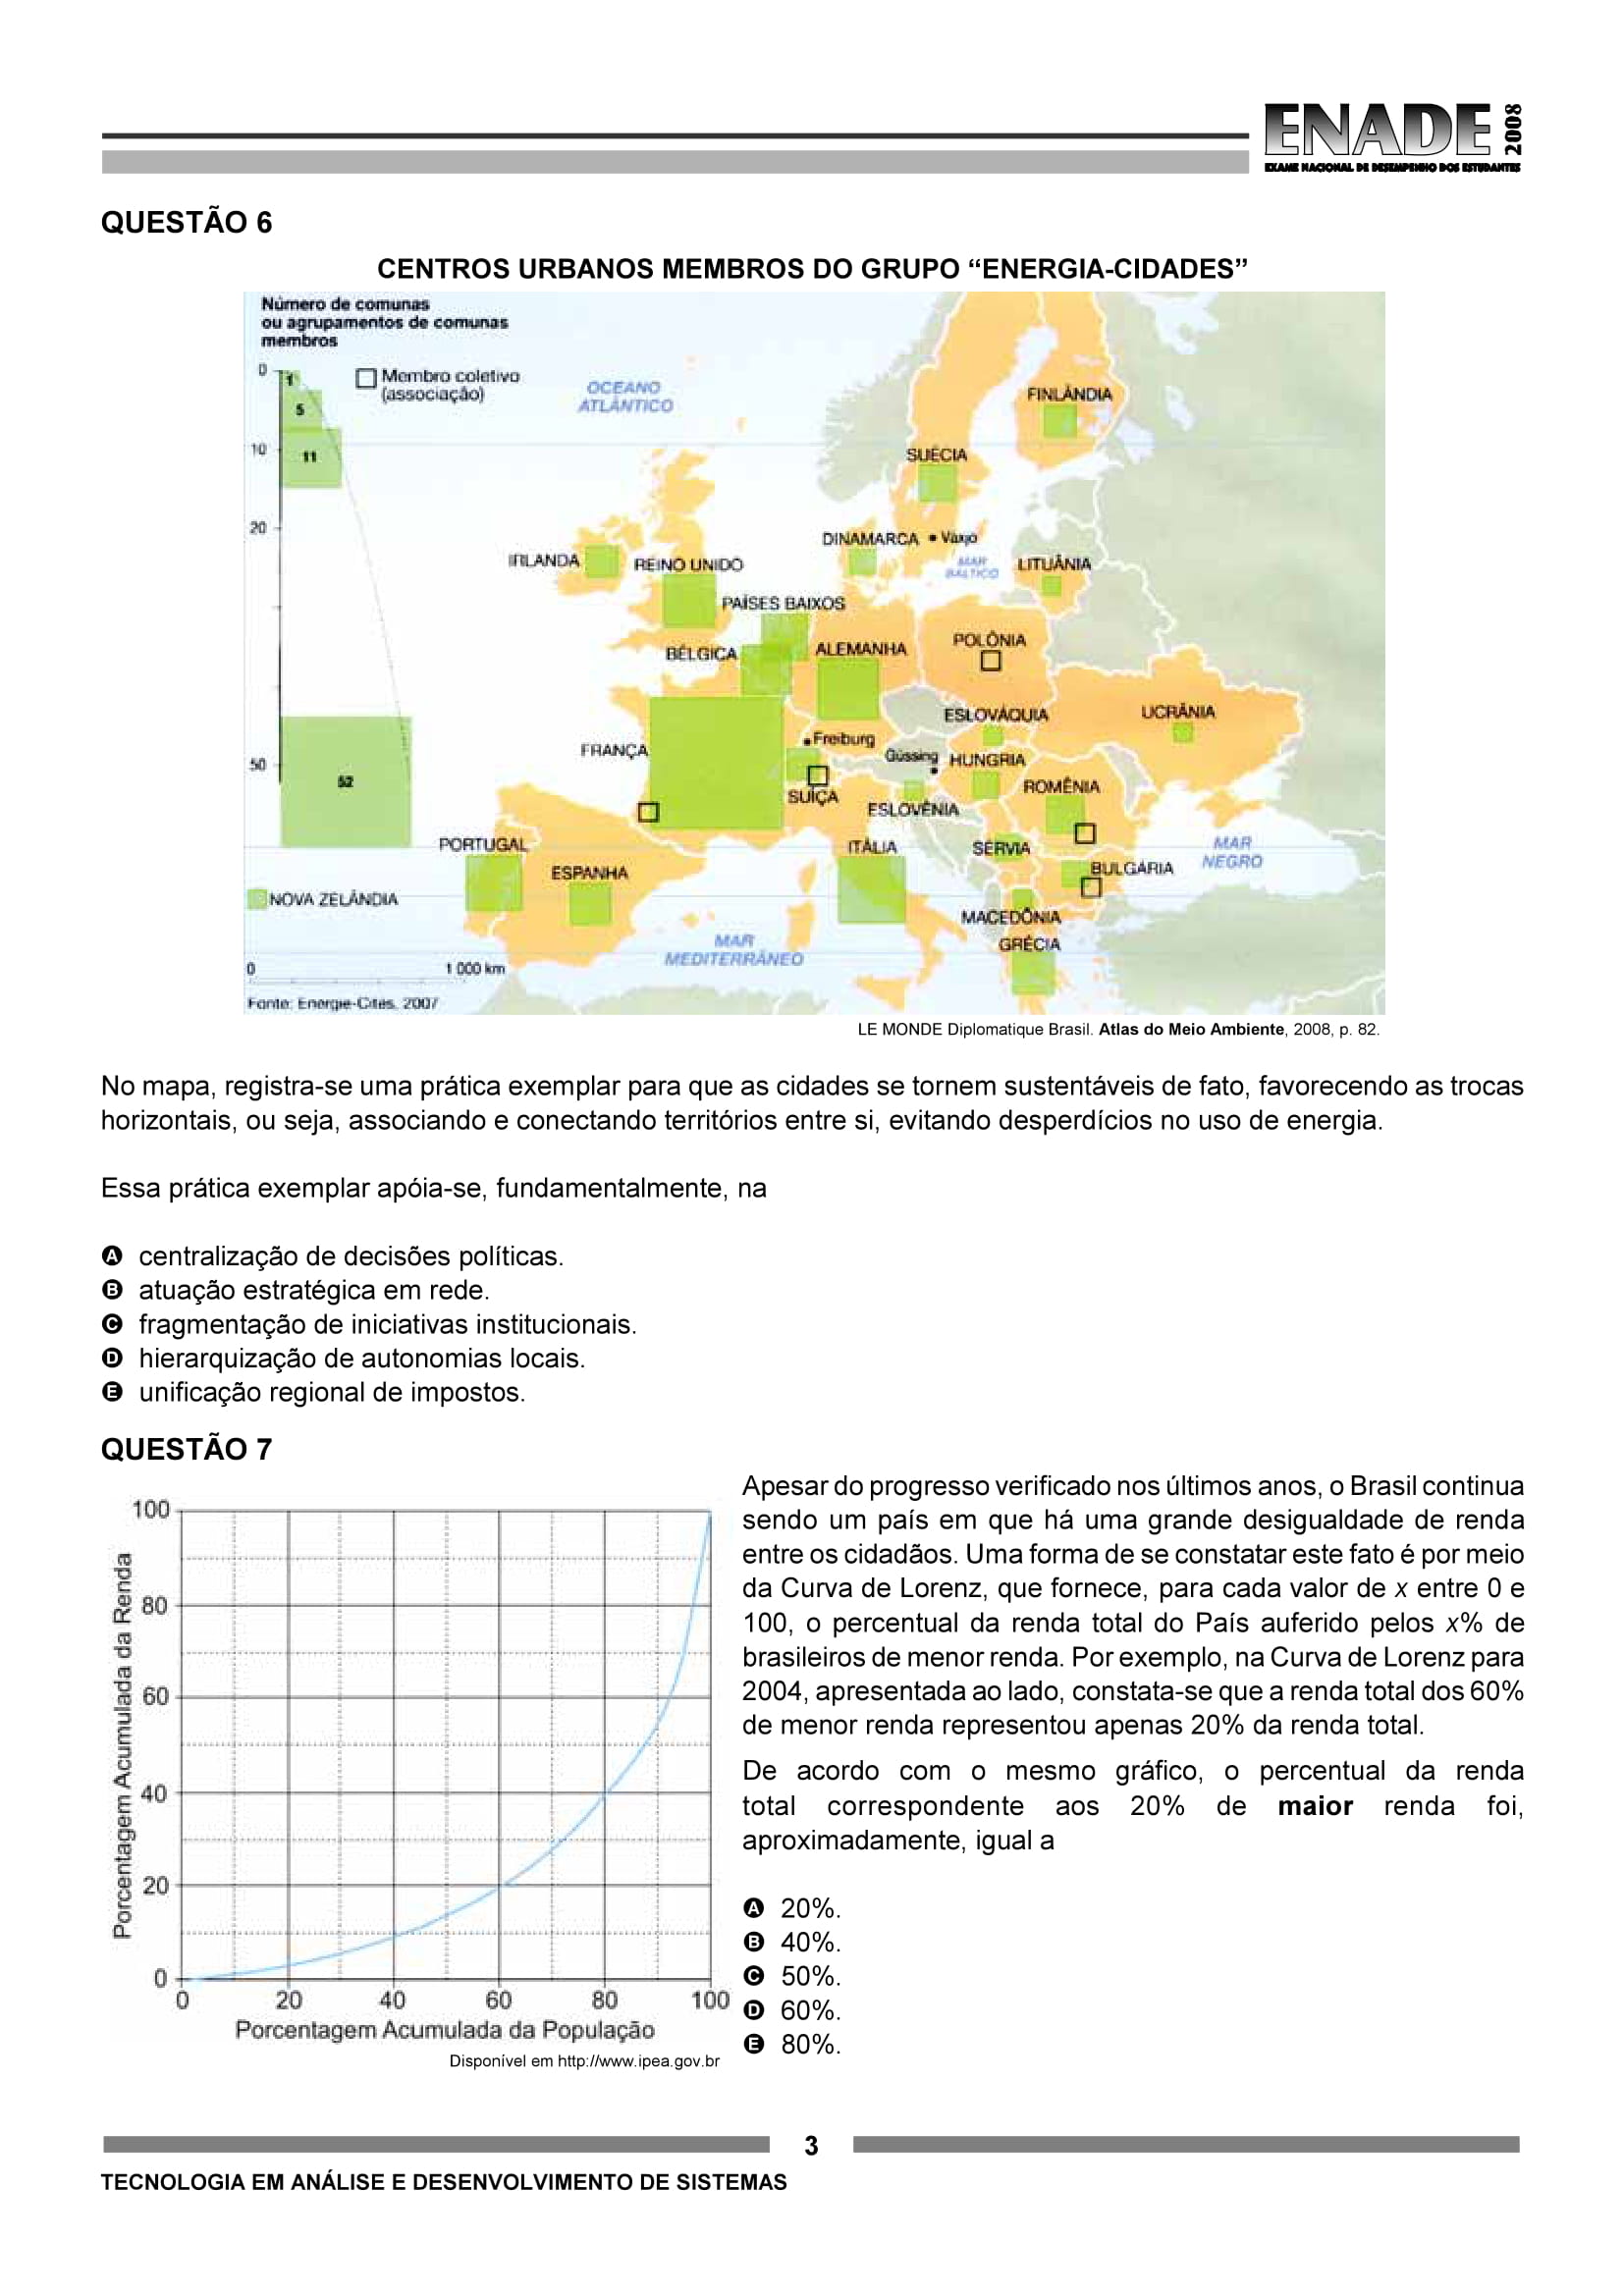 ENADE 2008
EXAME NACIONAL DE DESEMPENHO DOS ESTUDANTES
QUESTÃO 6
CENTROS URBANOS MEMBROS DO GRUPO “ENERGIA-CIDADES”
Número de comunas
ou agrupamentos de comunas
membros
0
1
5
10
11
20
50
52
Membro coletivo
(associação)
OCEANO
ATLÂNTICO
FINLÂNDIA
SUÉCIA
DINAMARCA
Växjo
MAR
BÁLTICO
LITUÂNIA
IRLANDA
REINO UNIDO
PAÍSES BAIXOS
BÉLGICA
ALEMANHA
POLÔNIA
ESLOVÁQUIA
UCRÂNIA
FRANÇA
Freiburg
Güssing
HUNGRIA
ROMÊNIA
SUÍÇA
ESLOVÊNIA
PORTUGAL
ESPANHA
ITÁLIA
SÉRVIA
MAR
NEGRO
BULGÁRIA
NOVA ZELÂNDIA
MACEDÔNIA
GRÉCIA
MAR
MEDITERRÂNEO
0
1 000 km
Fonte: Energie-Cités, 2007
LE MONDE Diplomatique Brasil. Atlas do Meio Ambiente, 2008, p. 82.
No mapa, registra-se uma prática exemplar para que as cidades se tornem sustentáveis de fato, favorecendo as trocas
horizontais, ou seja, associando e conectando territórios entre si, evitando desperdícios no uso de energia.
Essa prática exemplar apóia-se, fundamentalmente, na
A centralização de decisões políticas.
B atuação estratégica em rede.
C fragmentação de iniciativas institucionais.
D hierarquização de autonomias locais.
E unificação regional de impostos.
QUESTÃO 7
Porcentagem Acumulada da Renda
100
80
60
40
20
0
0 20 40 60 80 100
Porcentagem Acumulada da População
Disponível em http://www.ipea.gov.br
Apesar do progresso verificado nos últimos anos, o Brasil continua
sendo um país em que há uma grande desigualdade de renda
entre os cidadãos. Uma forma de se constatar este fato é por meio
da Curva de Lorenz, que fornece, para cada valor de x entre 0 e
100, o percentual da renda total do País auferido pelos x% de
brasileiros de menor renda. Por exemplo, na Curva de Lorenz para
2004, apresentada ao lado, constata-se que a renda total dos 60%
de menor renda representou apenas 20% da renda total.
De acordo com o mesmo gráfico, o percentual da renda
total correspondente aos 20% de maior renda foi,
aproximadamente, igual a
A 20%.
B 40%.
C 50%.
D 60%.
E 80%.
3
TECNOLOGIA EM ANÁLISE E DESENVOLVIMENTO DE SISTEMAS